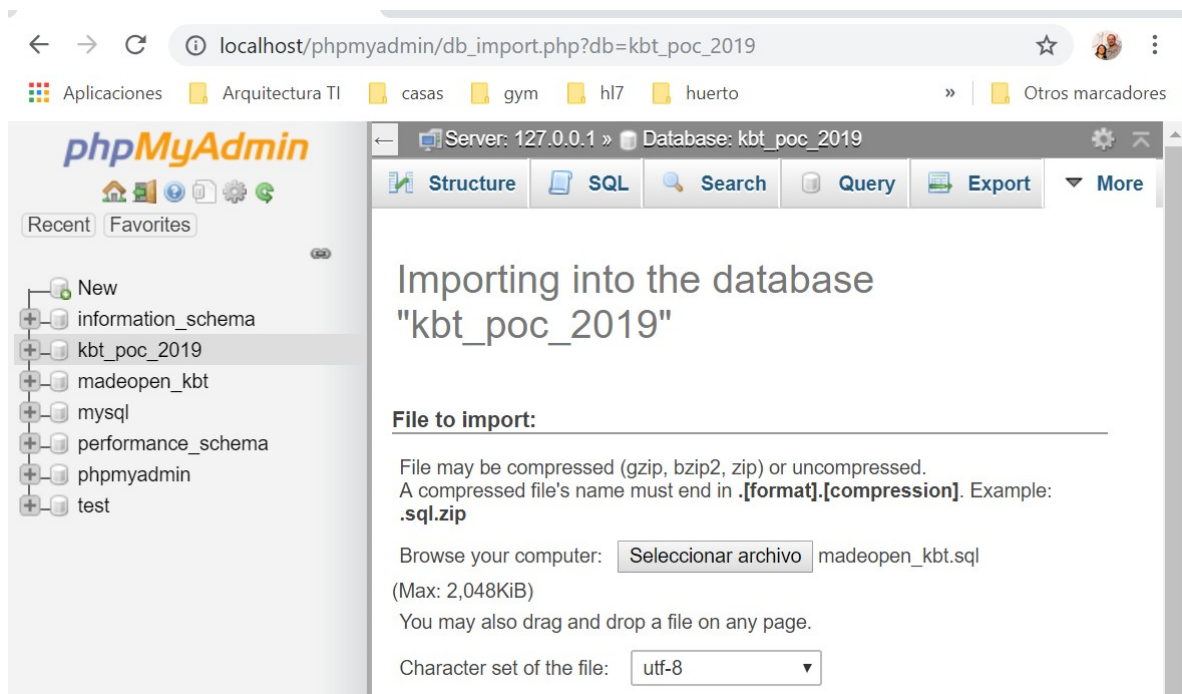 localhost/phpmyadmin/db_import.php?db=kbt_poc_2019
Aplicaciones Arquitectura TI casas gym hl7 huerto » Otros marcadores
phpMyAdmin
Recent Favorites
New
information_schema
kbt_poc_2019
madeopen_kbt
mysql
performance_schema
phpmyadmin
test
Server: 127.0.0.1 » Database: kbt_poc_2019
Structure SQL Search Query Export More
Importing into the database
"kbt_poc_2019"
File to import:
File may be compressed (gzip, bzip2, zip) or uncompressed.
A compressed file's name must end in .[format].[compression]. Example:
.sql.zip
Browse your computer: Seleccionar archivo madeopen_kbt.sql
(Max: 2,048KiB)
You may also drag and drop a file on any page.
Character set of the file: utf-8